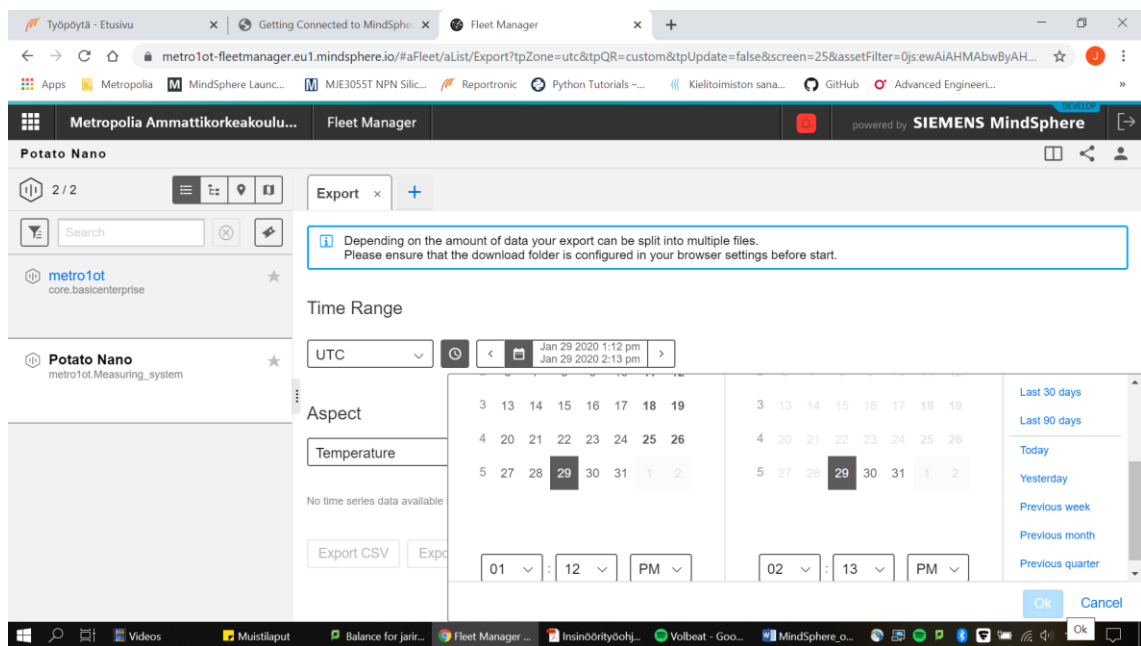 Työpöytä - Etusivu
Getting Connected to MindSphe
Fleet Manager
metro1ot-fleetmanager.eu1.mindsphere.io/#aFleet/aList/Export?tpZone=utc&tpQR=custom&tpUpdate=false&screen=25&assetFilter=0js:ewAiAHMAbwByAH...
J
Apps
Metropolia
MindSphere Launc...
MJE3055T NPN Silic...
Reportronic
Python Tutorials –...
Kielitoimiston sana...
GitHub
Advanced Engineeri...
»
DEVELOP
Metropolia Ammattikorkeakoulu...
Fleet Manager
powered by SIEMENS MindSphere
Potato Nano
2 / 2
Export
Search
Depending on the amount of data your export can be split into multiple files.
Please ensure that the download folder is configured in your browser settings before start.
metro1ot
core.basicenterprise
Time Range
UTC
Jan 29 2020 1:12 pm
Jan 29 2020 2:13 pm
Potato Nano
metro1ot.Measuring_system
Aspect
Temperature
No time series data available
Export CSV
Expo
3 13 14 15 16 17 18 19
4 20 21 22 23 24 25 26
5 27 28 29 30 31 1 2
3 13 14 15 16 17 18 19
4 20 21 22 23 24 25 26
5 27 28 29 30 31 1 2
01 : 12 PM
02 : 13 PM
Last 30 days
Last 90 days
Today
Yesterday
Previous week
Previous month
Previous quarter
Ok
Cancel
Videos
Muistilaput
Balance for jarir...
Fleet Manager ...
Insinöörityöohj...
Volbeat - Goo...
MindSphere_o...
Ok